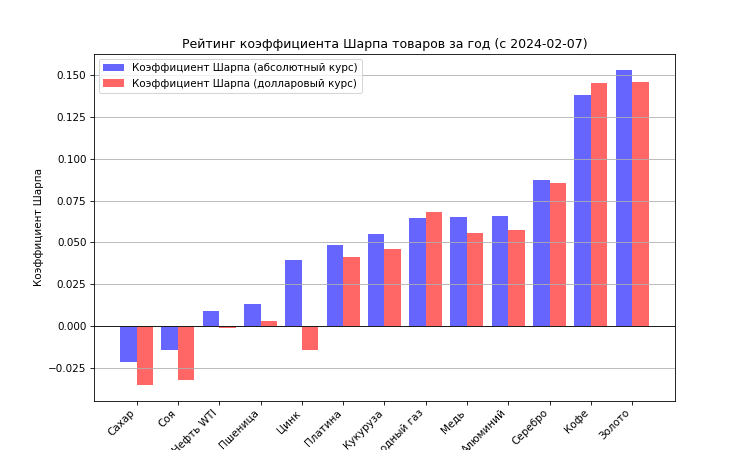 Рейтинг коэффициента Шарпа товаров за год (с 2024-02-07)
Коэффициент Шарпа (абсолютный курс)
Коэффициент Шарпа (долларовый курс)
Коэффициент Шарпа
0.150
0.125
0.100
0.075
0.050
0.025
0.000
−0.025
Сахар
Соя
Нефть WTI
Пшеница
Цинк
Платина
Кукуруза
одный газ
Медь
Алюминий
Серебро
Кофе
Золото